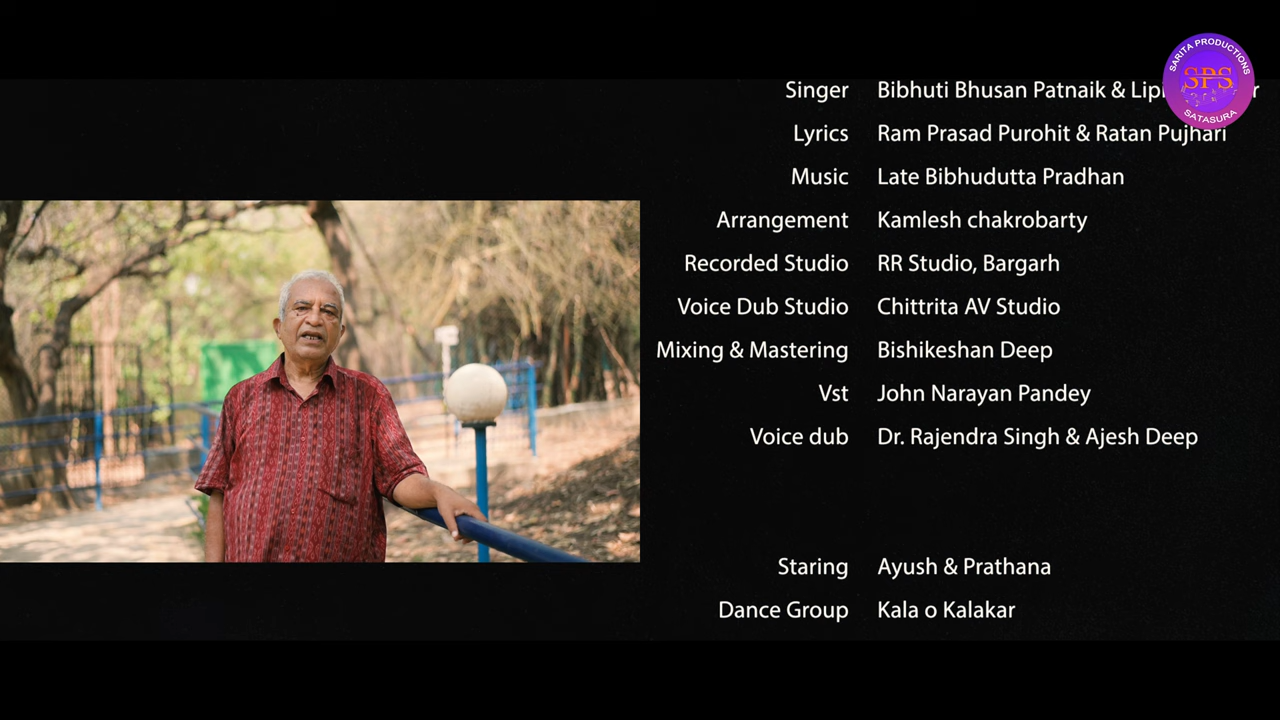 SARITA PRODUCTIONS
SPS
SATASURA
Singer Bibhuti Bhusan Patnaik &
Lyrics Ram Prasad Purohit & Ratan Pujhari
Music Late Bibhudutta Pradhan
Arrangement Kamlesh chakrobarty
Recorded Studio RR Studio, Bargarh
Voice Dub Studio Chittrita AV Studio
Mixing & Mastering Bishikeshan Deep
Vst John Narayan Pandey
Voice dub Dr. Rajendra Singh & Ajesh Deep
Staring Ayush & Prathana
Dance Group Kala o Kalakar